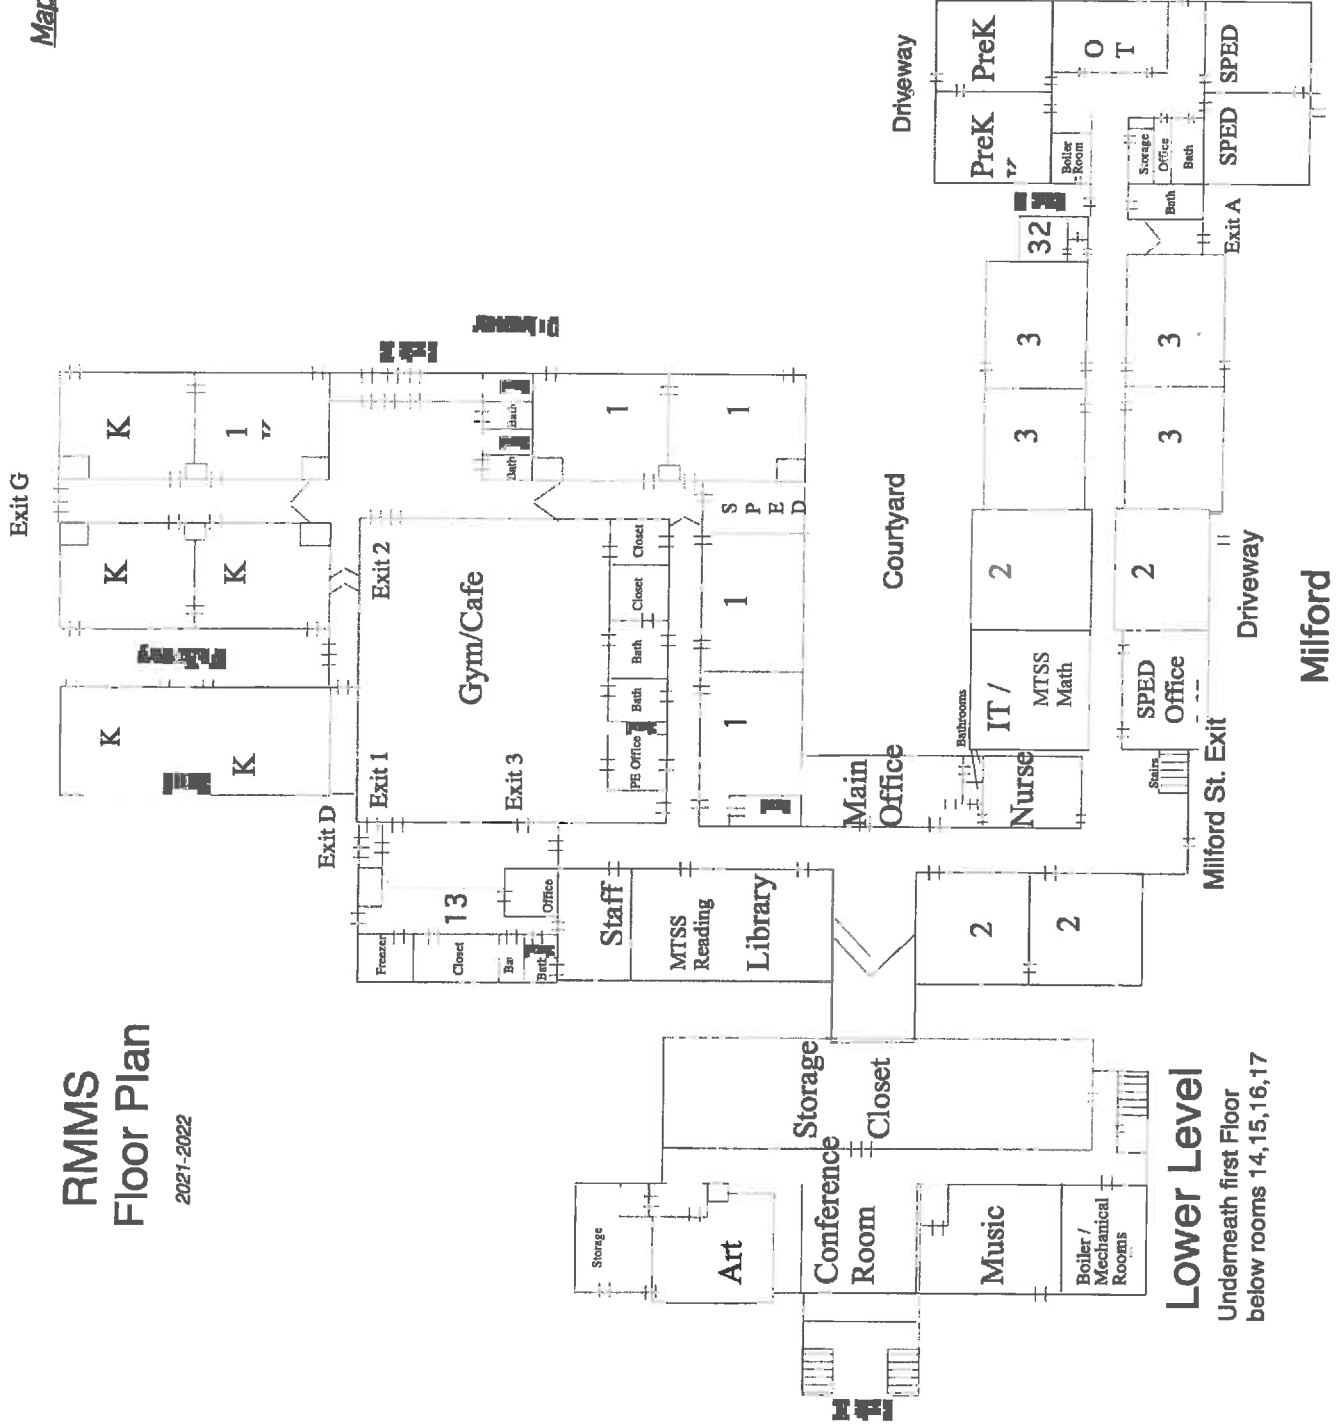 Map
RMMS
Floor Plan
2021-2022
Exit G
K
K
K
1
K
K
K
Exit D
Exit 1
Exit 2
Exit 3
Gym/Cafe
Closet
Closet
Bath
Bath
PE Office
Bath
Bath
1
1
S
P
E
D
1
1
Freezer
Closet
Bath
13
Office
Staff
MTSS
Reading
Library
Main
Office
Nurse
Bathrooms
IT /
MTSS
Math
2
Courtyard
3
3
32
Driveway
PreK
PreK
Boiler
Room
O
T
Storage
Office
Bath
Bath
SPED
SPED
Exit A
3
3
2
SPED
Office
Stairs
Milford St. Exit
Driveway
Milford
2
2
Storage
Closet
Storage
Art
Conference
Room
Music
Boiler /
Mechanical
Rooms
Lower Level
Underneath first Floor
below rooms 14,15,16,17